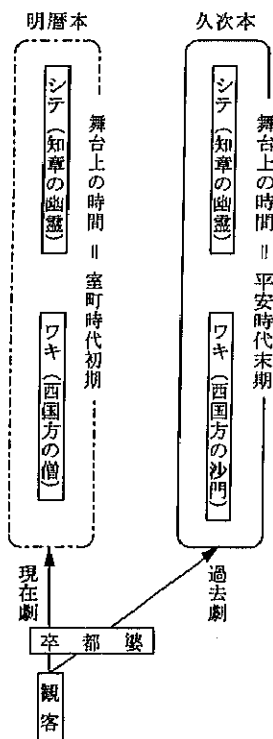 久次本
舞台上の時間＝平安時代末期
シテ（知章の幽霊）
ワキ（西国方の沙門）
過去劇
明暦本
舞台上の時間＝室町時代初期
シテ（知章の幽霊）
ワキ（西国方の僧）
現在劇
卒都婆
観客